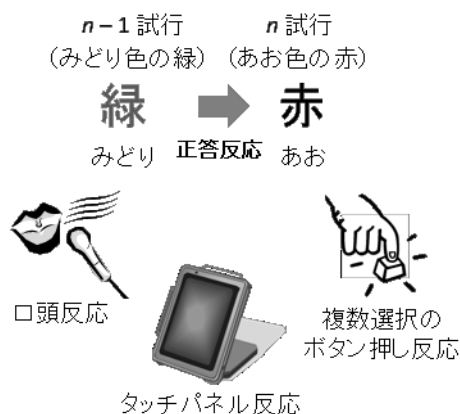 n – 1 試行 n 試行
(みどり色の緑) (あお色の赤)
緑 赤
みどり 正答反応 あお
口頭反応
複数選択の
ボタン押し反応
タッチパネル反応